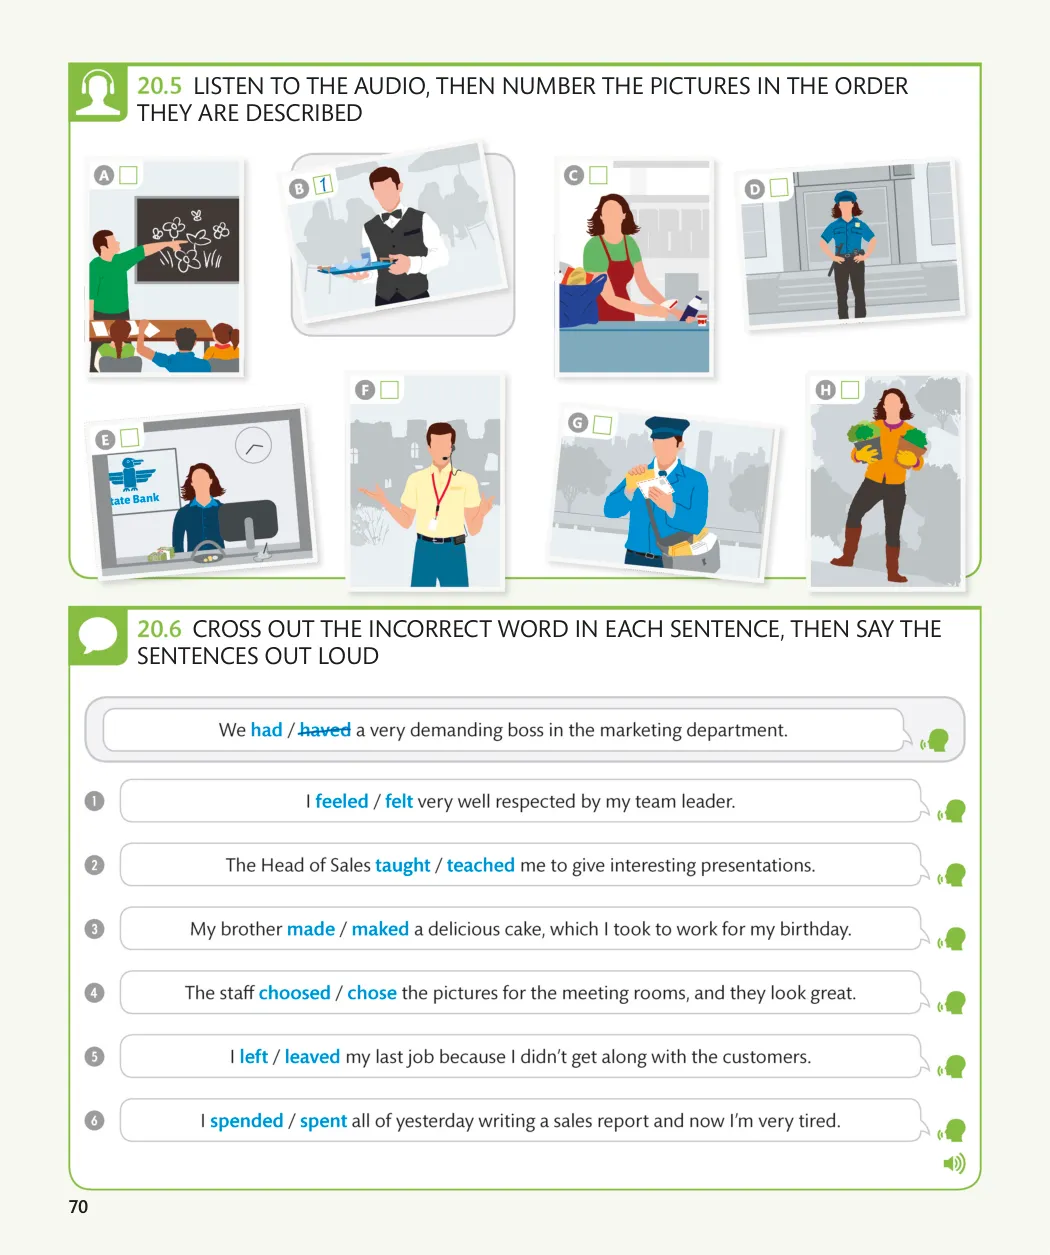 20.5 LISTEN TO THE AUDIO, THEN NUMBER THE PICTURES IN THE ORDER
THEY ARE DESCRIBED
A
B 1
C
D
E
tate Bank
F
G
H
20.6 CROSS OUT THE INCORRECT WORD IN EACH SENTENCE, THEN SAY THE
SENTENCES OUT LOUD
We had / haved a very demanding boss in the marketing department.
1 I feeled / felt very well respected by my team leader.
2 The Head of Sales taught / teached me to give interesting presentations.
3 My brother made / maked a delicious cake, which I took to work for my birthday.
4 The staff choosed / chose the pictures for the meeting rooms, and they look great.
5 I left / leaved my last job because I didn’t get along with the customers.
6 I spended / spent all of yesterday writing a sales report and now I’m very tired.
70